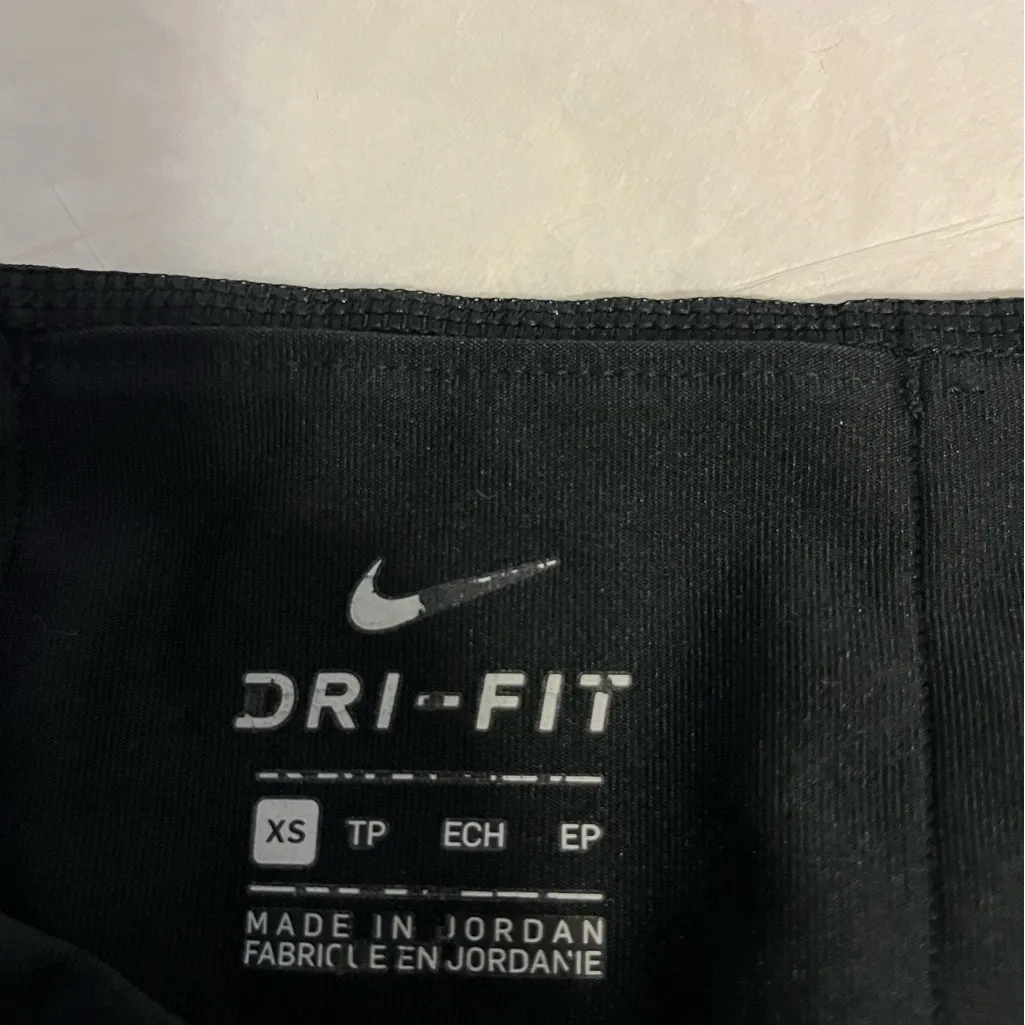 DRI-FIT
XS TP ECH EP
MADE IN JORDAN
FABRIQUE EN JORDANIE